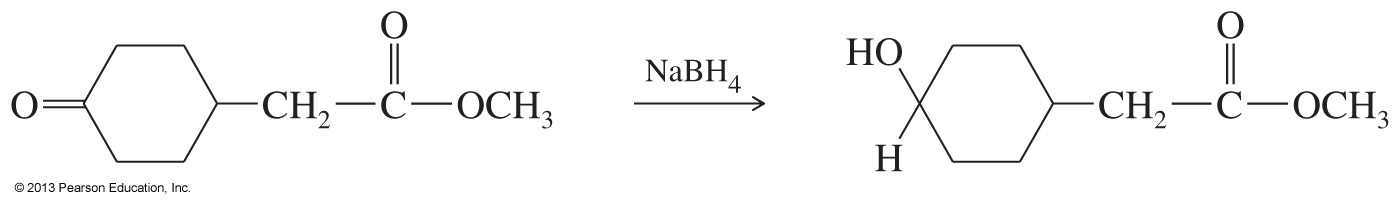 O=CH₂—C—OCH₃
O
NaBH₄
HO
H
CH₂—C—OCH₃
O
© 2013 Pearson Education, Inc.